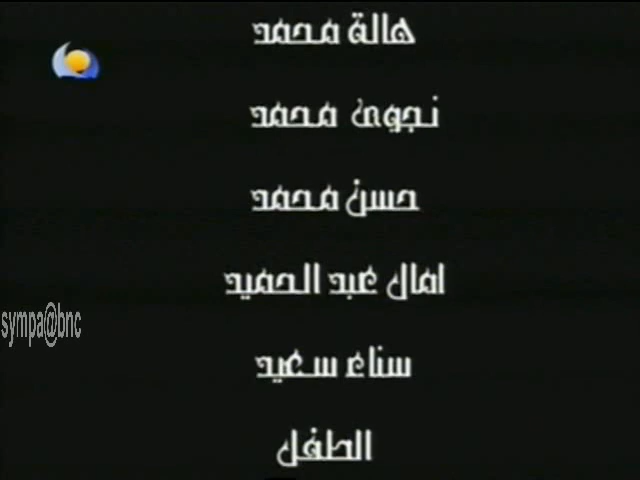 هالة محمد
نجوى محمد
حسن محمد
امال عبد الحميد
sympa@bnc
سناء سعيد
الطفل